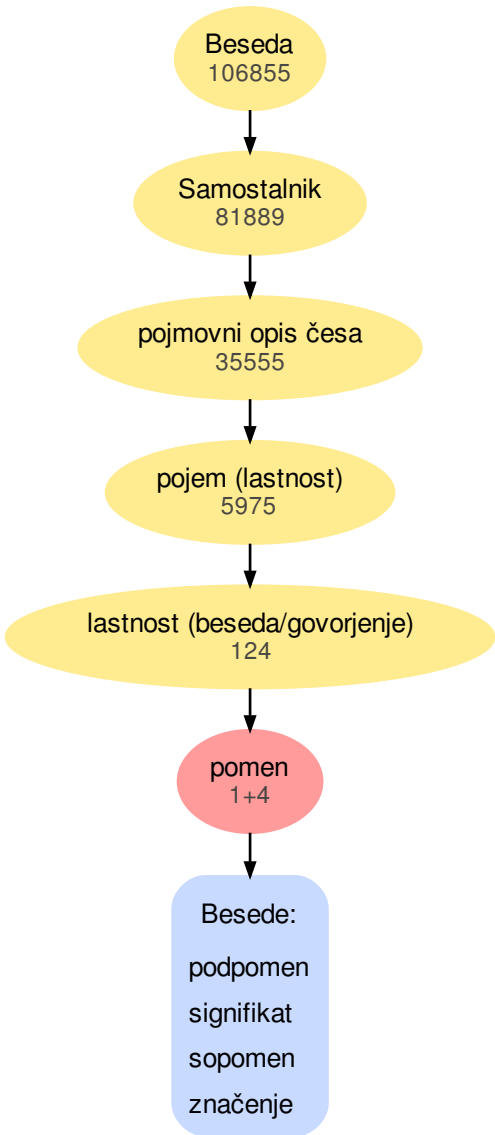 Beseda
106855
Samostalnik
81889
pojmovni opis česa
35555
pojem (lastnost)
5975
lastnost (beseda/govorjenje)
124
pomen
1+4
Besede:
podpomen
signifikat
sopomen
značenje